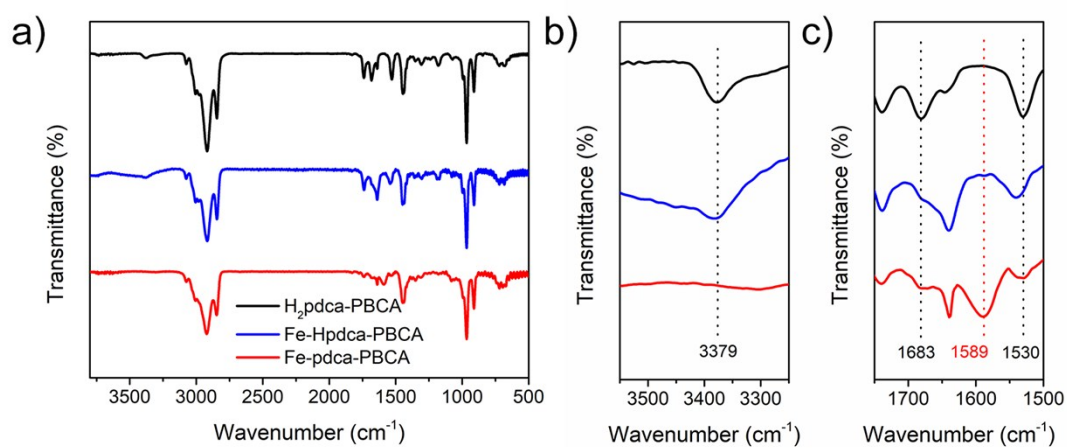 a)
Transmittance (%)
H₂pdca-PBCA
Fe-Hpdca-PBCA
Fe-pdca-PBCA
3500 3000 2500 2000 1500 1000 500
Wavenumber (cm⁻¹)
b)
Transmittance (%)
3379
3500 3400 3300
Wavenumber (cm⁻¹)
c)
Transmittance (%)
1683 1589 1530
1700 1600 1500
Wavenumber (cm⁻¹)